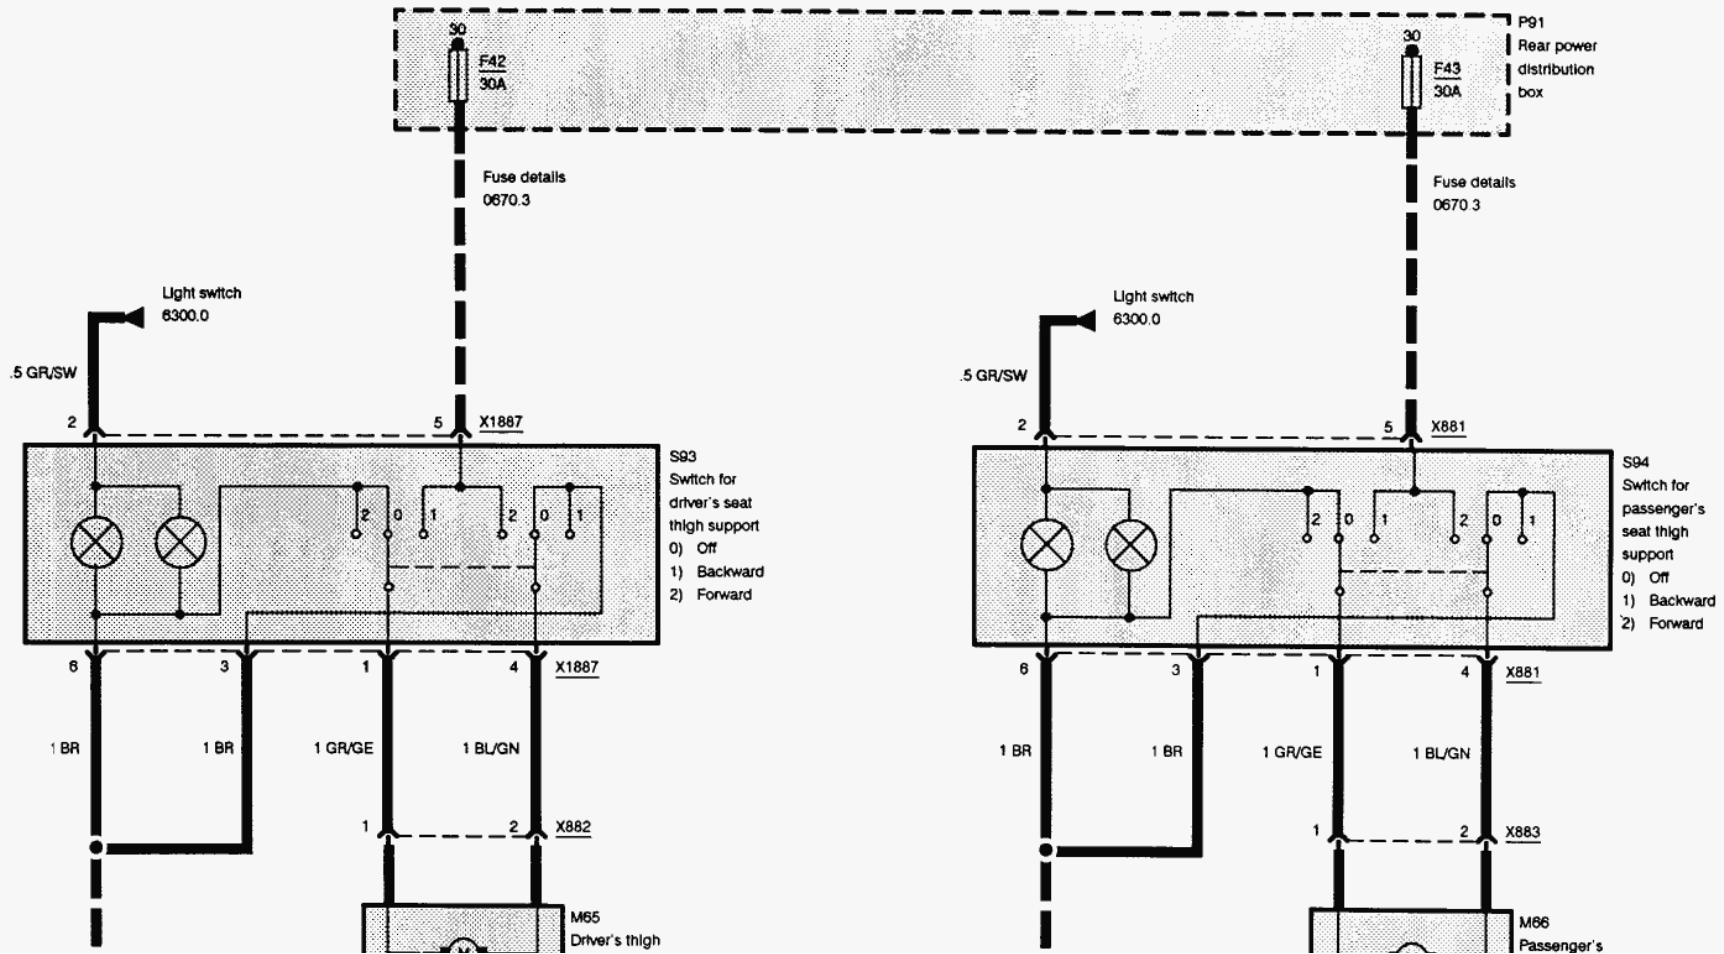 P91
Rear power
distribution
box
30
F42
30A
30
F43
30A
Fuse details
0670.3
Fuse details
0670 3
Light switch
6300.0
Light switch
6300.0
.5 GR/SW
.5 GR/SW
2
5
X1887
2
5
X881
S93
Switch for
driver's seat
thigh support
0) Off
1) Backward
2) Forward
2
0
1
2
0
1
S94
Switch for
passenger's
seat thigh
support
0) Off
1) Backward
2) Forward
2
0
1
2
0
1
6
3
1
4
X1887
6
3
1
4
X881
1 BR
1 BR
1 GR/GE
1 BL/GN
1 BR
1 BR
1 GR/GE
1 BL/GN
1
2
X882
1
2
X883
M65
Driver's thigh
M66
Passenger's